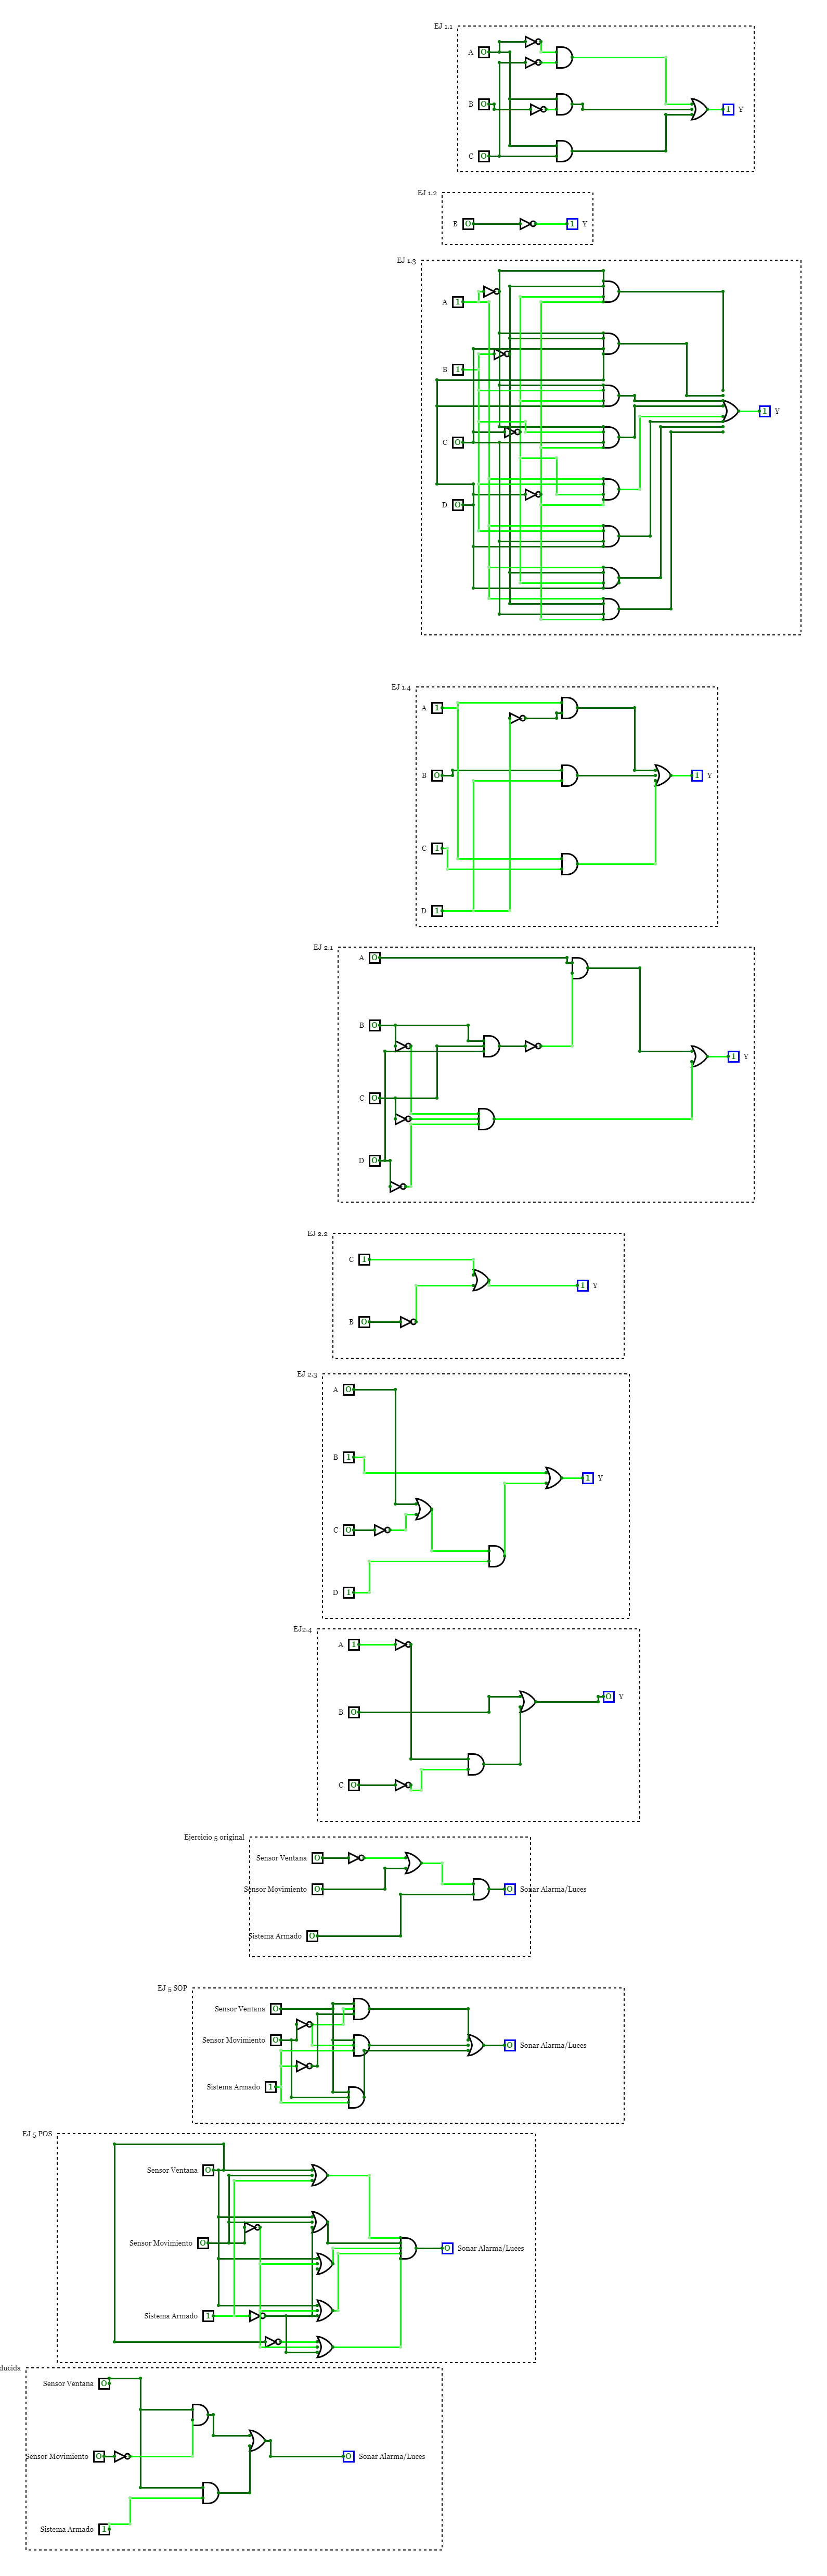 EJ 1.1
A 0
B 0
1 Y
C 0
EJ 1.2
B 0 1 Y
EJ 1.3
A 1
B 1
1 Y
C 0
D 0
EJ 1.4
A 1
B 0 1 Y
C 1
D 1
EJ 2.1
A 0
B 0
1 Y
C 0
D 0
EJ 2.2
C 1
1 Y
B 0
EJ 2.3
A 0
B 1
1 Y
C 0
D 1
EJ2.4
A 1
0 Y
B 0
C 0
Ejercicio 5 original
Sensor Ventana 0
Sensor Movimiento 0 0 Sonar Alarma/Luces
Sistema Armado 0
EJ 5 SOP
Sensor Ventana 0
Sensor Movimiento 0 0 Sonar Alarma/Luces
Sistema Armado 1
EJ 5 POS
Sensor Ventana 0
Sensor Movimiento 0 0 Sonar Alarma/Luces
Sistema Armado 1
ducida
Sensor Ventana 0
Sensor Movimiento 0 0 Sonar Alarma/Luces
Sistema Armado 1